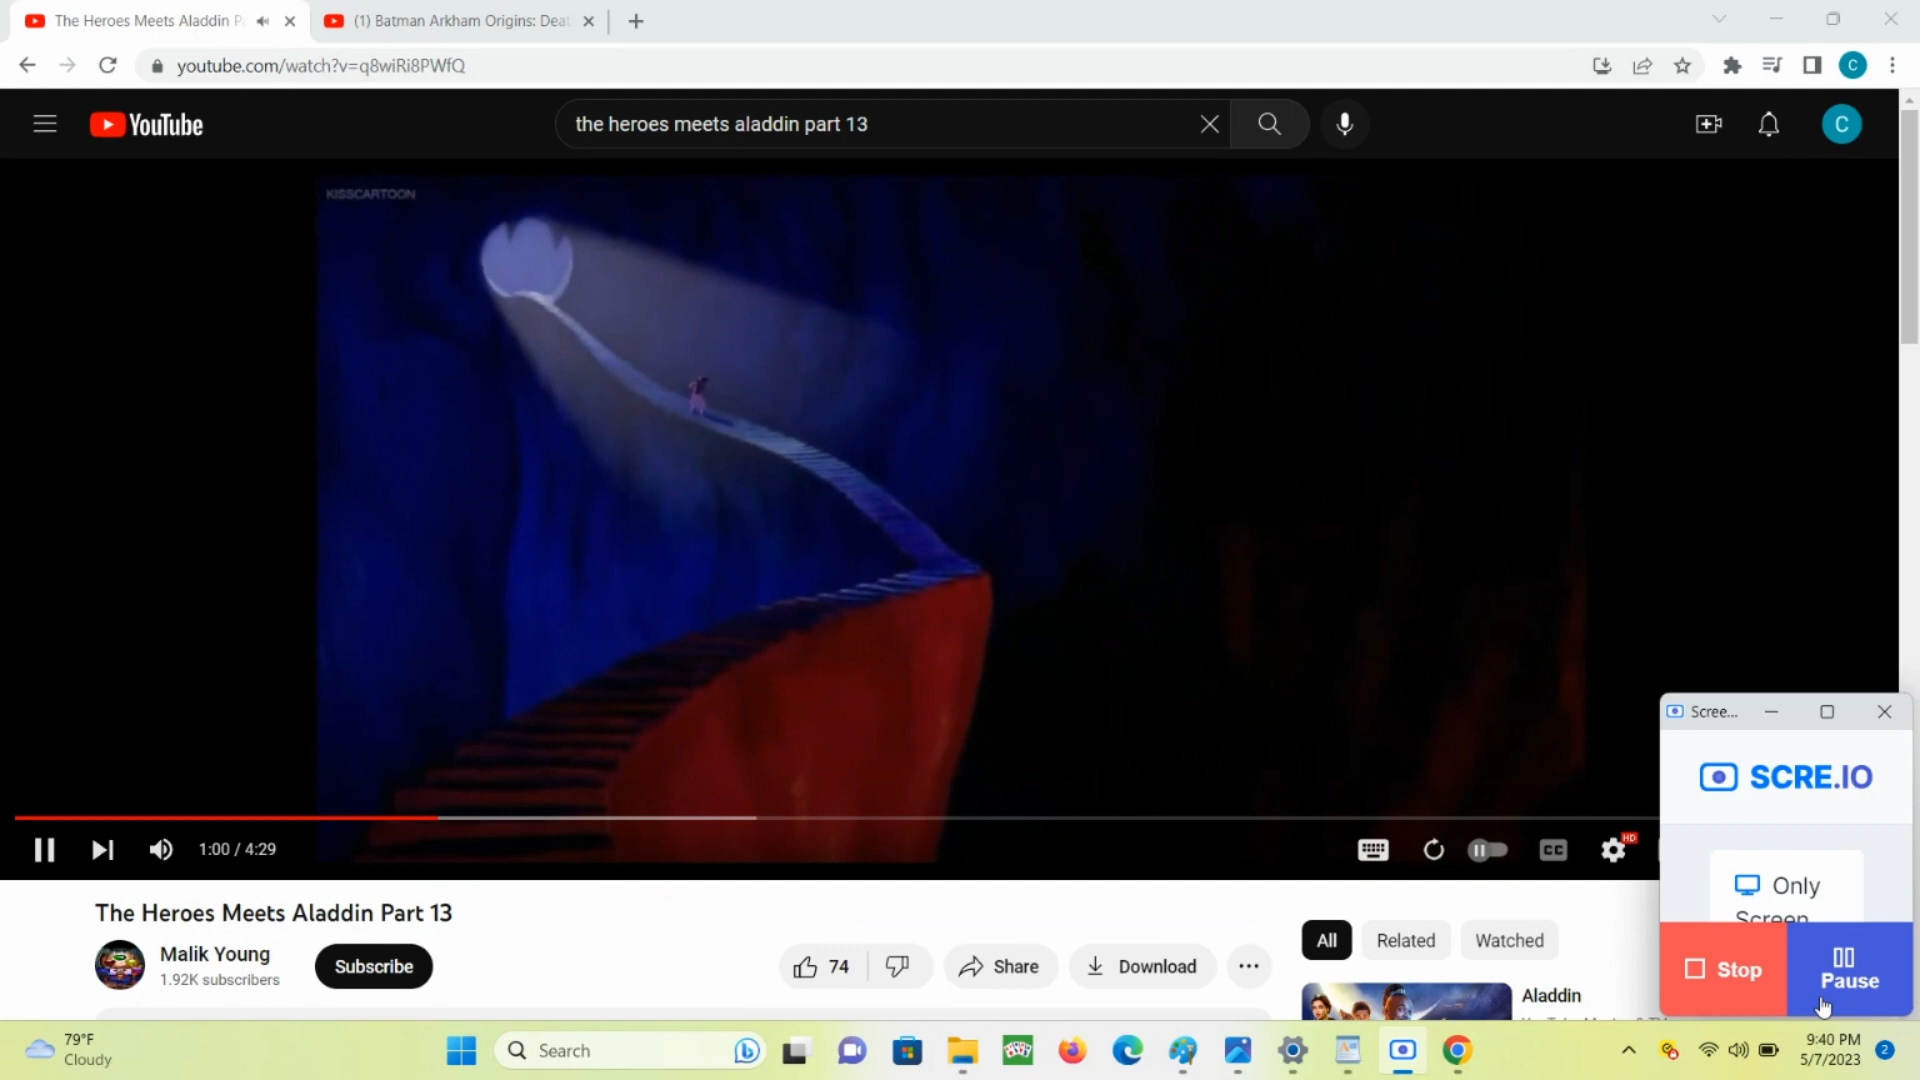 The Heroes Meets Aladdin P
(1) Batman Arkham Origins: Deat
youtube.com/watch?v=q8wiRi8PWfQ
C
YouTube
the heroes meets aladdin part 13
C
KISSCARTOON
1:00 / 4:29
CC
HD
Scree...
SCRE.IO
Only
Screen
Stop
Pause
The Heroes Meets Aladdin Part 13
Malik Young
1.92K subscribers
Subscribe
74
Share
Download
All
Related
Watched
Aladdin
79°F
Cloudy
Search
9:40 PM
5/7/2023
2